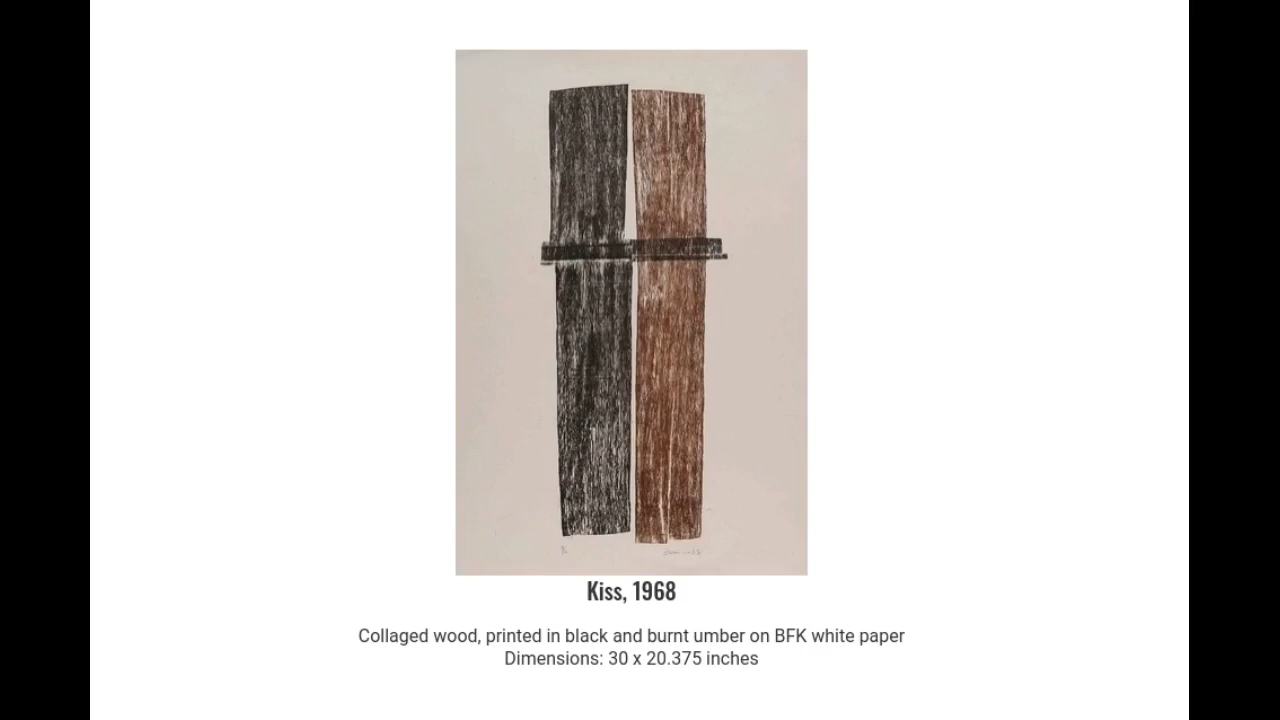 Kiss, 1968
Collaged wood, printed in black and burnt umber on BFK white paper
Dimensions: 30 x 20.375 inches